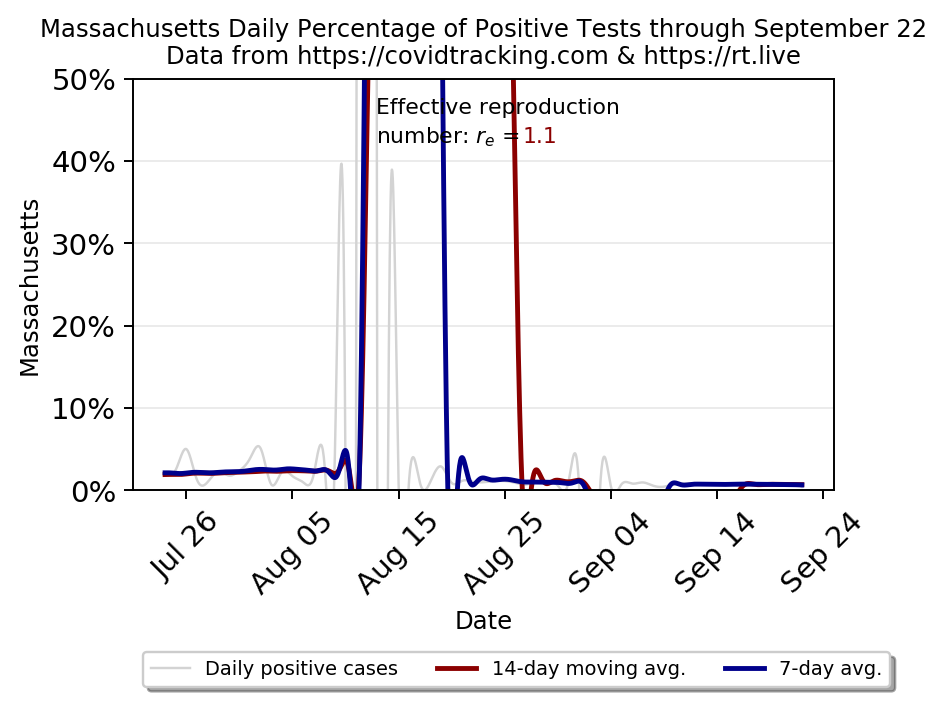 Massachusetts Daily Percentage of Positive Tests through September 22
Data from https://covidtracking.com & https://rt.live
50%
Effective reproduction
number: rₑ =1.1
40%
30%
20%
10%
0%
Massachusetts
Jul 26
Aug 05
Aug 15
Aug 25
Sep 04
Sep 14
Sep 24
Date
Daily positive cases
14-day moving avg.
7-day avg.